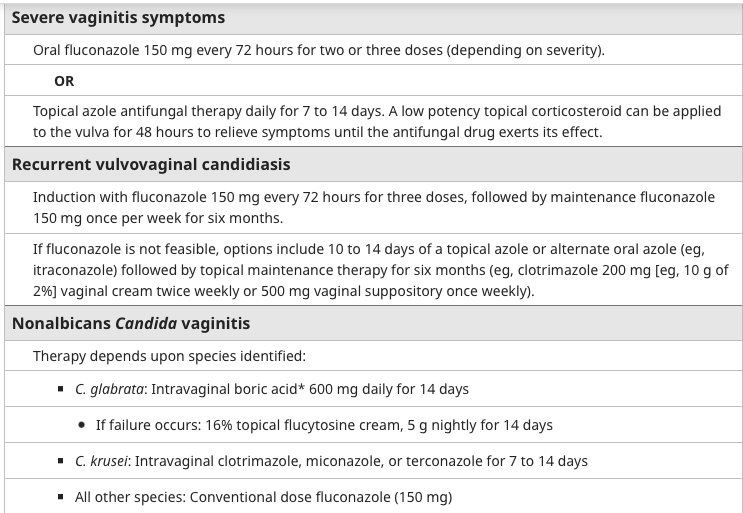 Severe vaginitis symptoms
Oral fluconazole 150 mg every 72 hours for two or three doses (depending on severity).
OR
Topical azole antifungal therapy daily for 7 to 14 days. A low potency topical corticosteroid can be applied
to the vulva for 48 hours to relieve symptoms until the antifungal drug exerts its effect.
Recurrent vulvovaginal candidiasis
Induction with fluconazole 150 mg every 72 hours for three doses, followed by maintenance fluconazole
150 mg once per week for six months.
If fluconazole is not feasible, options include 10 to 14 days of a topical azole or alternate oral azole (eg,
itraconazole) followed by topical maintenance therapy for six months (eg, clotrimazole 200 mg [eg, 10 g of
2%] vaginal cream twice weekly or 500 mg vaginal suppository once weekly).
Nonalbicans Candida vaginitis
Therapy depends upon species identified:
▪ C. glabrata: Intravaginal boric acid* 600 mg daily for 14 days
• If failure occurs: 16% topical flucytosine cream, 5 g nightly for 14 days
▪ C. krusei: Intravaginal clotrimazole, miconazole, or terconazole for 7 to 14 days
▪ All other species: Conventional dose fluconazole (150 mg)